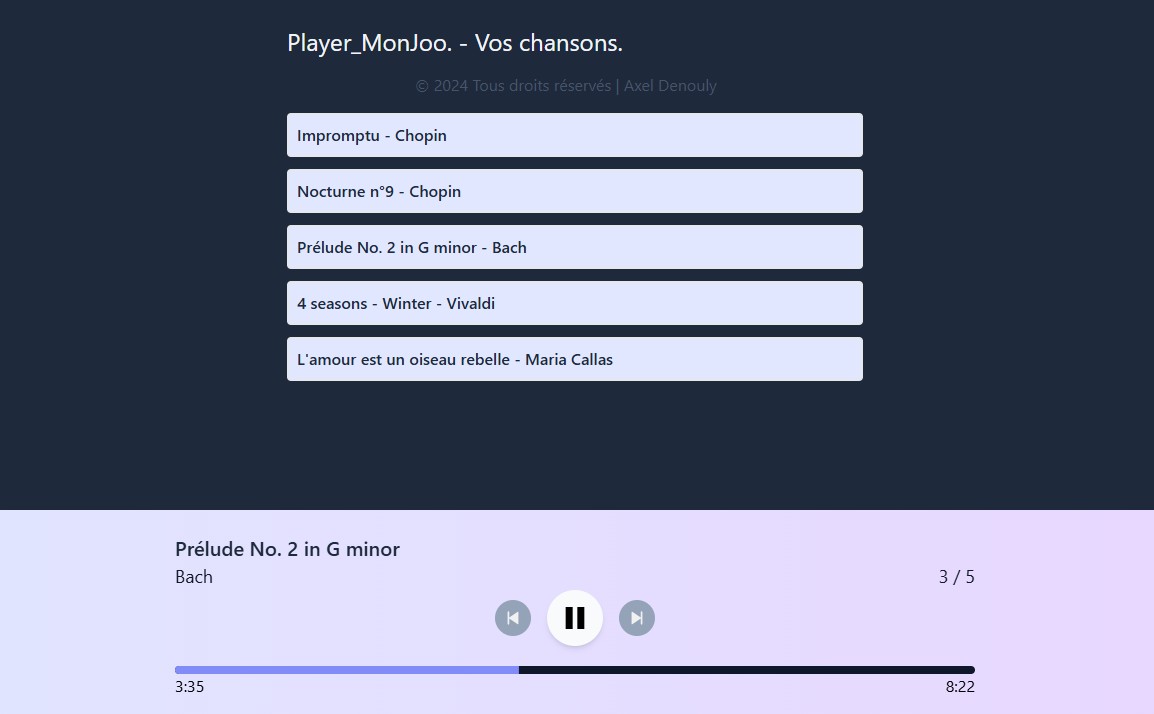 Player_MonJoo. - Vos chansons.
© 2024 Tous droits réservés | Axel Denouly
Impromptu - Chopin
Nocturne n°9 - Chopin
Prélude No. 2 in G minor - Bach
4 seasons - Winter - Vivaldi
L'amour est un oiseau rebelle - Maria Callas
Prélude No. 2 in G minor
Bach
3 / 5
3:35
8:22